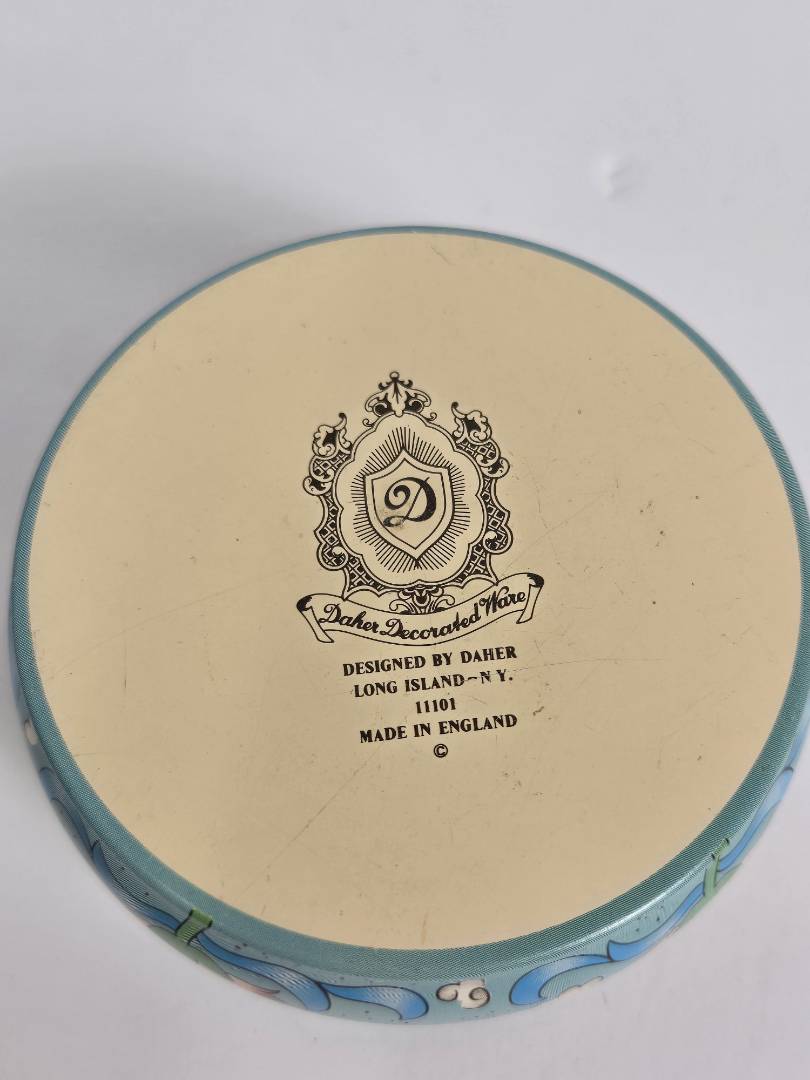 D
Daher Decorated Ware
DESIGNED BY DAHER
LONG ISLAND~N Y.
11101
MADE IN ENGLAND
©